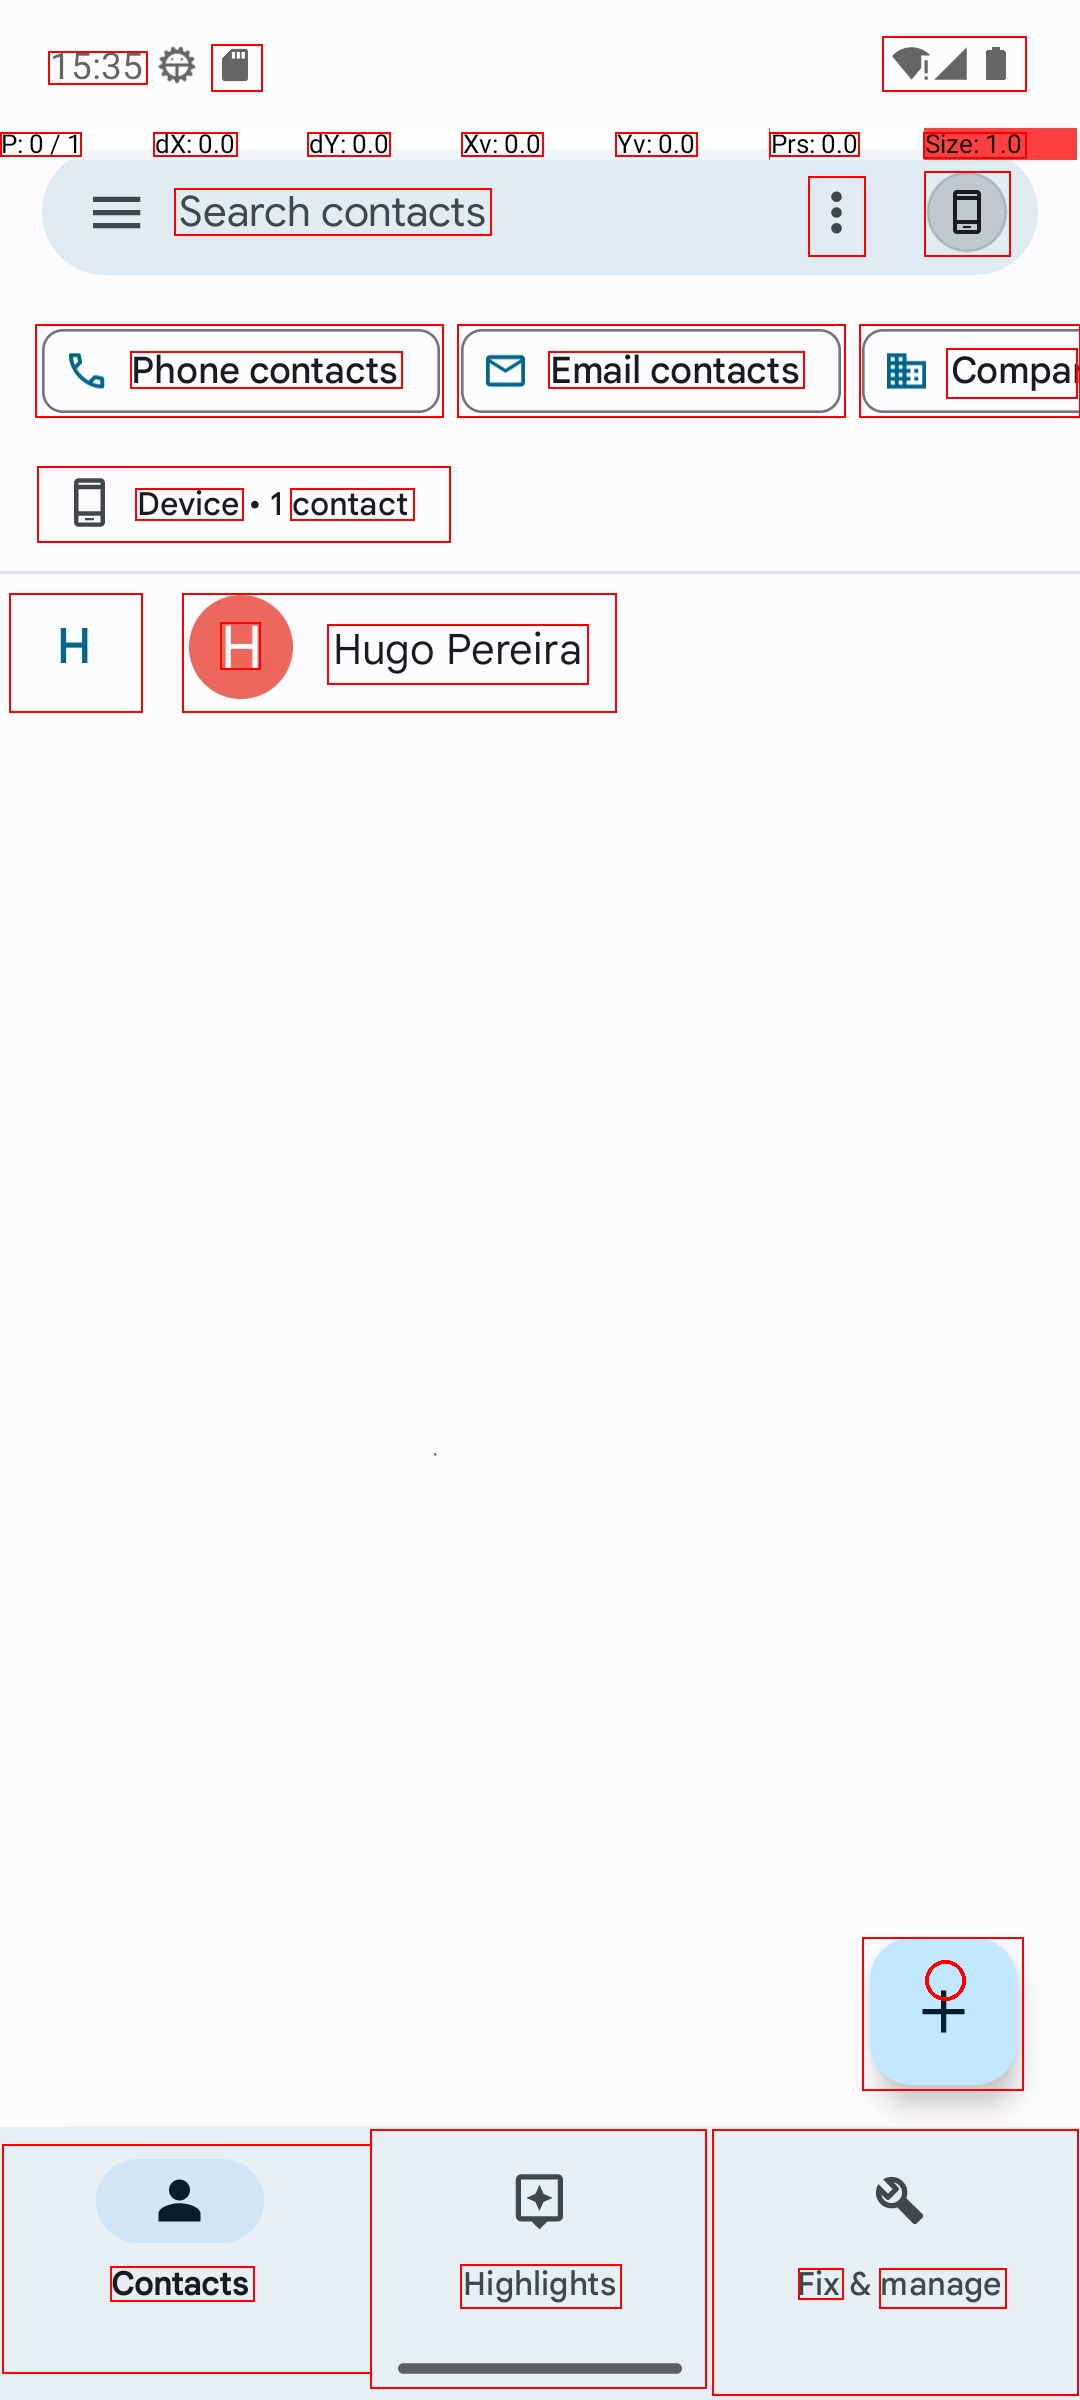 15:35
P: 0 / 1 dX: 0.0 dY: 0.0 Xv: 0.0 Yv: 0.0 Prs: 0.0 Size: 1.0
Search contacts
Phone contacts Email contacts Compa
Device • 1 contact
H H Hugo Pereira
Contacts Highlights Fix & manage